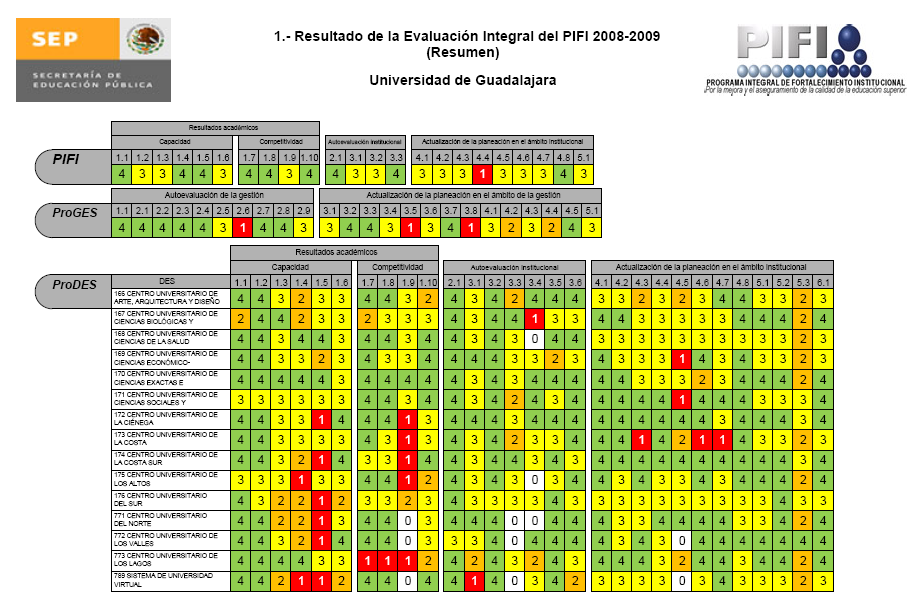 SEP
SECRETARÍA DE
EDUCACIÓN PÚBLICA
1.- Resultado de la Evaluación Integral del PIFI 2008-2009
(Resumen)
Universidad de Guadalajara
PIFI
PROGRAMA INTEGRAL DE FORTALECIMIENTO INSTITUCIONAL
¡Por la mejora y el aseguramiento de la calidad de la educación superior
Resultados académicos
Capacidad Competitividad Autoevaluación institucional Actualización de la planeación en el ámbito institucional
PIFI 1.1 1.2 1.3 1.4 1.5 1.6 1.7 1.8 1.9 1.10 2.1 3.1 3.2 3.3 4.1 4.2 4.3 4.4 4.5 4.6 4.7 4.8 5.1
4 3 3 4 4 3 4 4 3 4 4 3 3 4 3 3 3 1 3 3 3 4 3
Autoevaluación de la gestión Actualización de la planeación en el ámbito de la gestión
ProGES 1.1 2.1 2.2 2.3 2.4 2.5 2.6 2.7 2.8 2.9 3.1 3.2 3.3 3.4 3.5 3.6 3.7 3.8 4.1 4.2 4.3 4.4 4.5 5.1
4 4 4 4 4 3 1 4 4 3 3 4 4 3 1 3 3 1 3 2 3 2 4 3
Resultados académicos
Capacidad Competitividad Autoevaluación institucional Actualización de la planeación en el ámbito institucional
ProDES DES 1.1 1.2 1.3 1.4 1.5 1.6 1.7 1.8 1.9 1.10 2.1 3.1 3.2 3.3 3.4 3.5 3.6 4.1 4.2 4.3 4.4 4.5 4.6 4.7 4.8 5.1 5.2 5.3 6.1
165 CENTRO UNIVERSITARIO DE
ARTE, ARQUITECTURA Y DISEÑO 4 4 3 2 3 3 4 4 3 2 4 3 4 2 4 4 4 3 3 2 3 2 3 4 4 3 3 2 3
167 CENTRO UNIVERSITARIO DE
CIENCIAS BIOLÓGICAS Y 2 4 4 2 3 3 2 3 3 3 4 3 4 4 1 3 3 4 4 3 3 3 3 3 4 4 4 2 4
168 CENTRO UNIVERSITARIO DE
CIENCIAS DE LA SALUD 4 4 3 4 4 3 4 4 3 4 4 3 4 3 0 4 4 3 3 3 3 3 3 3 3 3 3 2 3
169 CENTRO UNIVERSITARIO DE
CIENCIAS ECONÓMICO- 4 4 3 3 2 3 4 4 3 4 4 4 4 3 3 2 3 4 3 3 3 1 4 3 4 3 3 2 3
170 CENTRO UNIVERSITARIO DE
CIENCIAS EXACTAS E 4 4 4 4 4 3 4 4 4 4 4 3 4 3 4 4 4 4 4 3 3 3 2 3 4 4 4 2 4
171 CENTRO UNIVERSITARIO DE
CIENCIAS SOCIALES Y 3 3 3 3 3 3 4 4 3 4 4 3 4 2 4 4 3 4 4 4 4 1 4 4 4 3 3 2 3
172 CENTRO UNIVERSITARIO DE
LA CIÉNEGA 4 4 3 3 1 4 4 4 1 3 4 4 4 3 4 4 4 4 4 4 4 4 4 3 4 4 4 2 4
173 CENTRO UNIVERSITARIO DE
LA COSTA 4 4 3 3 3 3 4 3 1 3 4 3 4 2 3 3 4 4 4 1 4 2 1 1 4 3 3 2 3
174 CENTRO UNIVERSITARIO DE
LA COSTA SUR 4 4 3 2 1 4 3 3 1 4 4 3 4 4 3 4 3 4 4 4 4 4 4 4 4 4 4 3 4
175 CENTRO UNIVERSITARIO DE
LOS ALTOS 3 3 3 1 3 3 4 4 1 2 4 3 4 3 0 3 4 4 3 4 3 3 4 3 4 4 4 2 4
176 CENTRO UNIVERSITARIO
DEL SUR 4 3 2 2 1 2 3 3 2 3 4 3 3 3 3 4 4 3 3 3 3 3 3 3 3 3 4 3 3
771 CENTRO UNIVERSITARIO
DEL NORTE 4 4 2 2 1 3 4 4 0 3 4 4 4 0 0 4 4 4 3 3 4 4 4 4 3 3 4 2 4
772 CENTRO UNIVERSITARIO DE
LOS VALLES 4 4 3 2 1 4 4 4 0 3 3 3 4 0 4 4 4 4 3 4 3 0 4 4 4 4 4 4 4
773 CENTRO UNIVERSITARIO DE
LOS LAGOS 4 4 4 4 3 3 1 1 1 2 4 2 4 3 2 4 3 4 4 4 3 2 4 4 3 4 4 2 4
789 SISTEMA DE UNIVERSIDAD
VIRTUAL 4 4 2 1 1 2 4 4 0 4 4 1 4 0 3 4 2 3 3 3 3 0 3 4 3 3 3 2 3